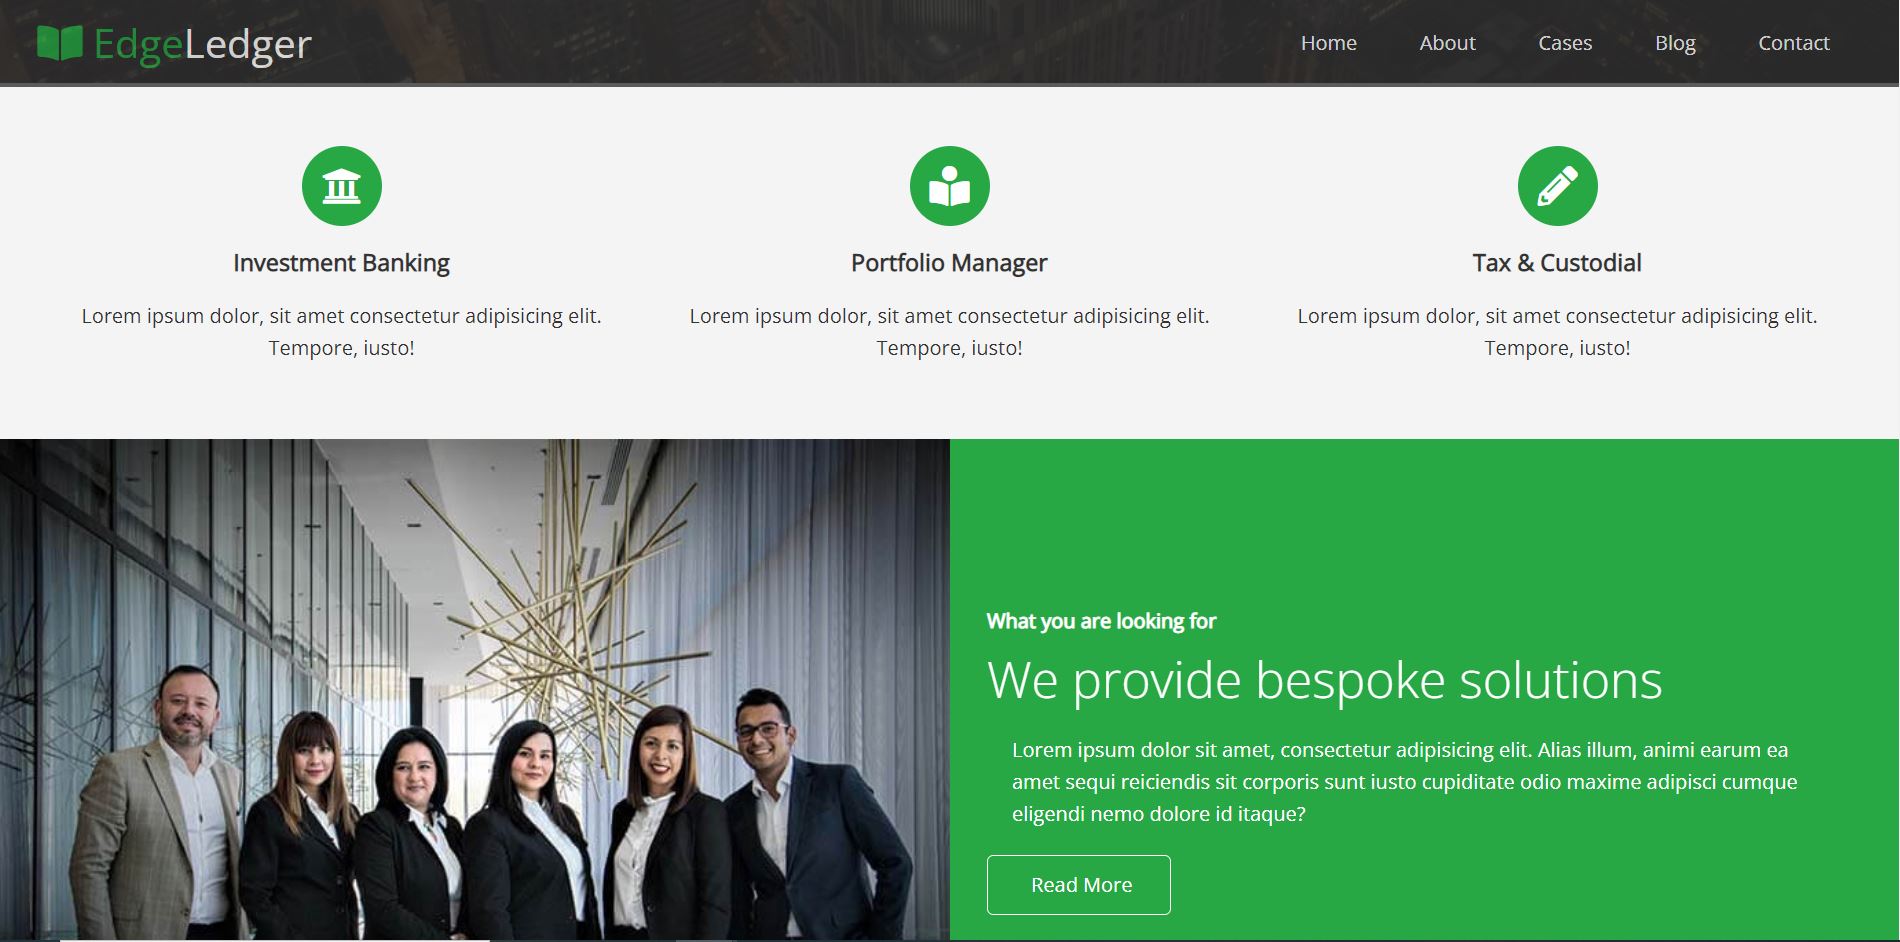 EdgeLedger
Home About Cases Blog Contact
Investment Banking
Lorem ipsum dolor, sit amet consectetur adipisicing elit.
Tempore, iusto!
Portfolio Manager
Lorem ipsum dolor, sit amet consectetur adipisicing elit.
Tempore, iusto!
Tax & Custodial
Lorem ipsum dolor, sit amet consectetur adipisicing elit.
Tempore, iusto!
What you are looking for
We provide bespoke solutions
Lorem ipsum dolor sit amet, consectetur adipisicing elit. Alias illum, animi earum ea
amet sequi reiciendis sit corporis sunt iusto cupiditate odio maxime adipisci cumque
eligendi nemo dolore id itaque?
Read More